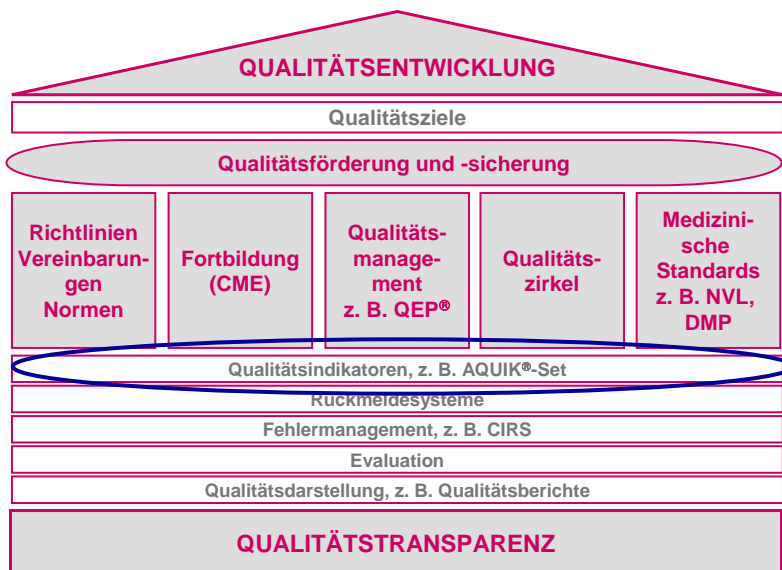 QUALITÄTSENTWICKLUNG
Qualitätsziele
Qualitätsförderung und -sicherung
Richtlinien
Vereinbarun-
gen
Normen
Fortbildung
(CME)
Qualitäts-
manage-
ment
z. B. QEP®
Qualitäts-
zirkel
Medizini-
sche
Standards
z. B. NVL,
DMP
Qualitätsindikatoren, z. B. AQUIK®-Set
Rückmeldesysteme
Fehlermanagement, z. B. CIRS
Evaluation
Qualitätsdarstellung, z. B. Qualitätsberichte
QUALITÄTSTRANSPARENZ